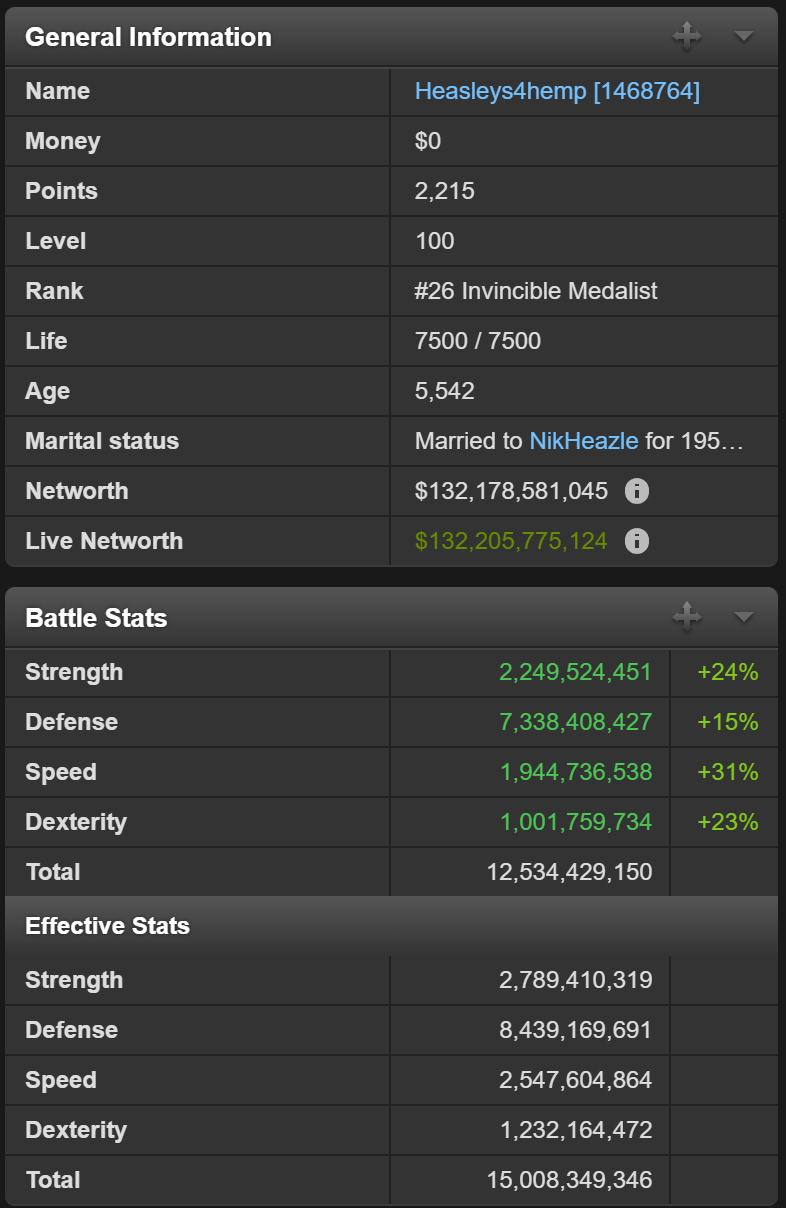 General Information
Name Heasleys4hemp [1468764]
Money $0
Points 2,215
Level 100
Rank #26 Invincible Medalist
Life 7500 / 7500
Age 5,542
Marital status Married to NikHeazle for 195…
Networth $132,178,581,045
Live Networth $132,205,775,124
Battle Stats
Strength 2,249,524,451 +24%
Defense 7,338,408,427 +15%
Speed 1,944,736,538 +31%
Dexterity 1,001,759,734 +23%
Total 12,534,429,150
Effective Stats
Strength 2,789,410,319
Defense 8,439,169,691
Speed 2,547,604,864
Dexterity 1,232,164,472
Total 15,008,349,346